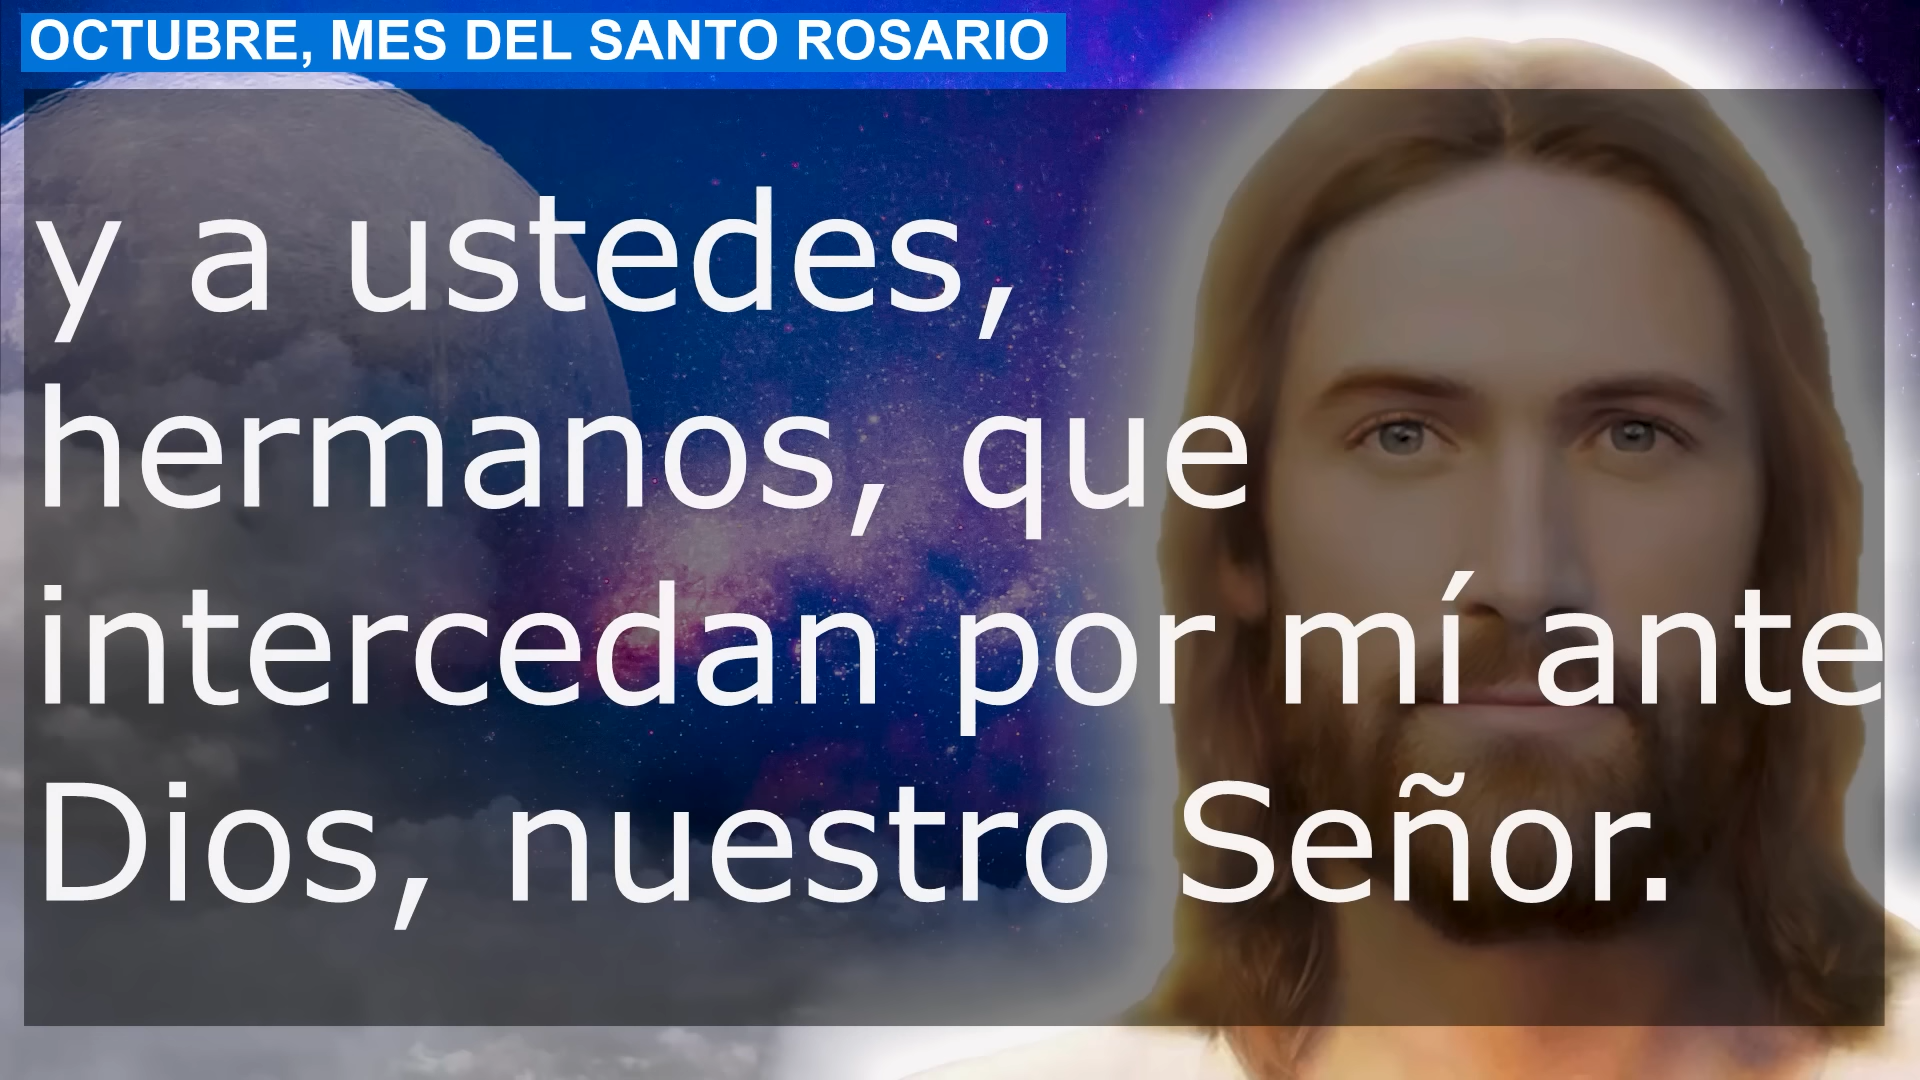 OCTUBRE, MES DEL SANTO ROSARIO
y a ustedes,
hermanos, que
intercedan por mí ante
Dios, nuestro Señor.